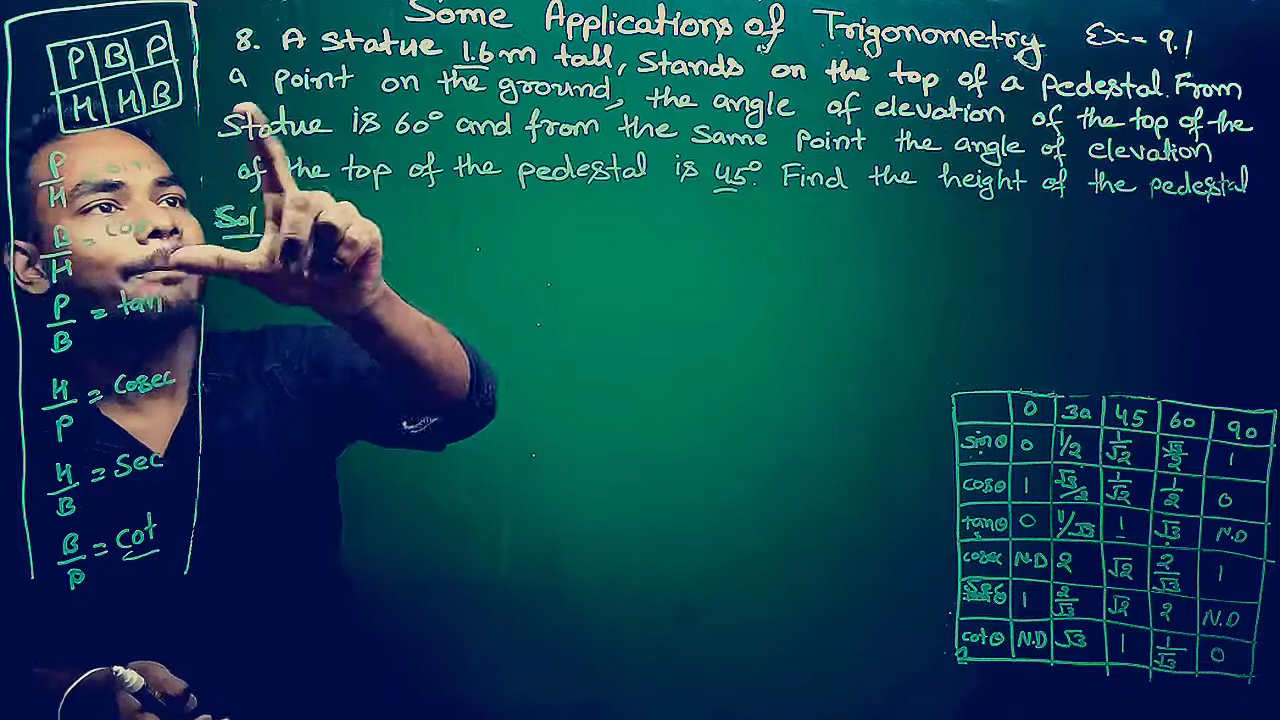 Some Applications of Trigonometry Ex= 9.1
8. A Statue 1.6m tall, Stands on the top of a pedestal. From
a point on the ground, the angle of elevation of the top of the
Statue is 60° and from the same point the angle of elevation
of the top of the pedestal is 45°. Find the height of the pedestal
Sol
P B P
H H B
P/H =
B/H = cos
P/B = tan
H/P = Cosec
H/B = Sec
B/P = cot
0 30 45 60 90
sinθ 0 1/2 1/√2 √3/2 1
cosθ 1 √3/2 1/√2 1/2 0
tanθ 0 1/√3 1 √3 N.D
cosec N.D 2 √2 2/√3 1
1 2/√3 √2 2 N.D
cotθ N.D √3 1 1/√3 0